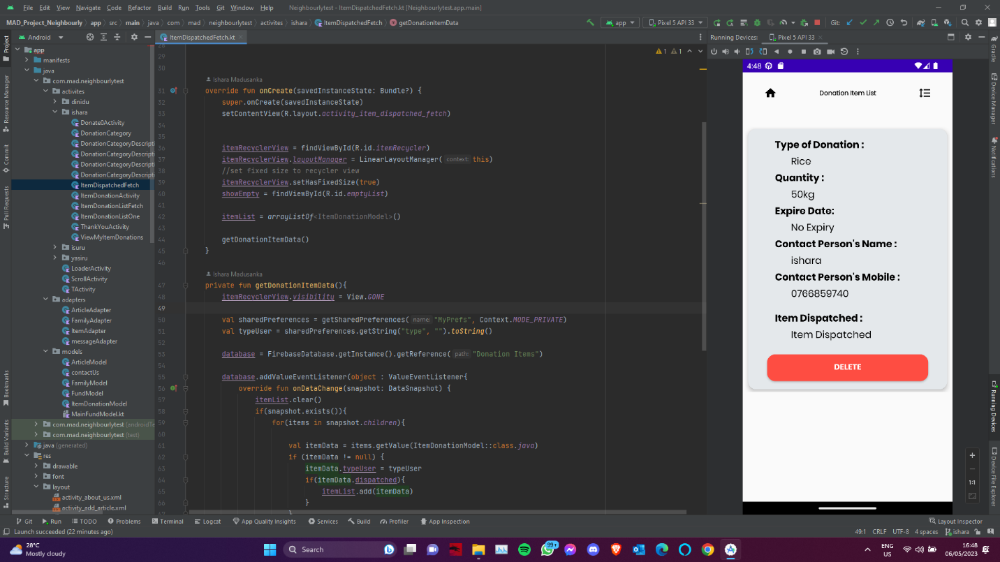 File Edit View Navigate Code Refactor Build Run Tools Git Window Help Neighbourlytest - ItemDispatchedFetch.kt [Neighbourlytest.app.main]
MAD_Project_Neighbourly app src main java com mad neighbourlytest activites ishara ItemDispatchedFetch getDonationItemData
app Pixel 5 API 33 Git:
Android
ItemDispatchedFetch.kt
Running Devices: Pixel 5 API 33
Project
Resource Manager
Commit
Pull Requests
Bookmarks
Build Variants
Structure
app
manifests
java
com.mad.neighbourlytest
activites
dinidu
ishara
Donate0Activity
DonationCategory
DonationCategoryDescripti
DonationCategoryDescripti
DonationCategoryDescripti
DonationCategoryDescripti
ItemDispatchedFetch
ItemDonationActivity
ItemDonationListFetch
ItemDonationListOne
ThankYouActivity
ViewMyItemDonations
isuru
yasiru
LoaderActivity
ScrollActivity
TActivity
adapters
ArticleAdapter
FamilyAdapter
ItemAdapter
messageAdapter
models
ArticleModel
contactUs
FamilyModel
FundModel
ItemDonationModel
MainFundModel.kt
com.mad.neighbourlytest (androidTe
com.mad.neighbourlytest (test)
java (generated)
res
drawable
font
layout
activity_about_us.xml
activity_add_article.xml
1 1
28
29
30
Ishara Madusanka
31 override fun onCreate(savedInstanceState: Bundle?) {
32 super.onCreate(savedInstanceState)
33 setContentView(R.layout.activity_item_dispatched_fetch)
34
35
36 itemRecyclerView = findViewById(R.id.itemRecycler)
37 itemRecyclerView.layoutManager = LinearLayoutManager( context: this)
38 //set fixed size to recycler view
39 itemRecyclerView.setHasFixedSize(true)
40 showEmpty = findViewById(R.id.emptyList)
41
42 itemList = arrayListOf<ItemDonationModel>()
43
44 getDonationItemData()
45 }
46
Ishara Madusanka
47 private fun getDonationItemData(){
48 itemRecyclerView.visibility = View.GONE
49
50 val sharedPreferences = getSharedPreferences( name: "MyPrefs", Context.MODE_PRIVATE)
51 val typeUser = sharedPreferences.getString("type", "").toString()
52
53 database = FirebaseDatabase.getInstance().getReference( path: "Donation Items")
54
55 database.addValueEventListener(object : ValueEventListener{
56 override fun onDataChange(snapshot: DataSnapshot) {
57 itemList.clear()
58 if(snapshot.exists()){
59 for(items in snapshot.children){
60
61 val itemData = items.getValue(ItemDonationModel::class.java)
62 if (itemData != null) {
63 itemData.typeUser = typeUser
64 if(itemData.dispatched){
65 itemList.add(itemData)
66 }
67 }
4:48
Donation Item List
Type of Donation :
Rice
Quantity :
50kg
Expire Date:
No Expiry
Contact Person's Name :
ishara
Contact Person's Mobile :
0766859740
Item Dispatched :
Item Dispatched
DELETE
1:1
Gradle
Device Manager
Notifications
Running Devices
Device File Explorer
Git Run TODO Problems Terminal Logcat App Quality Insights Services Build Profiler App Inspection Layout Inspector
Launch succeeded (22 minutes ago) 49:1 CRLF UTF-8 4 spaces ishara
28°C
Mostly cloudy
Search
99+
ENG
US
16:48
06/05/2023